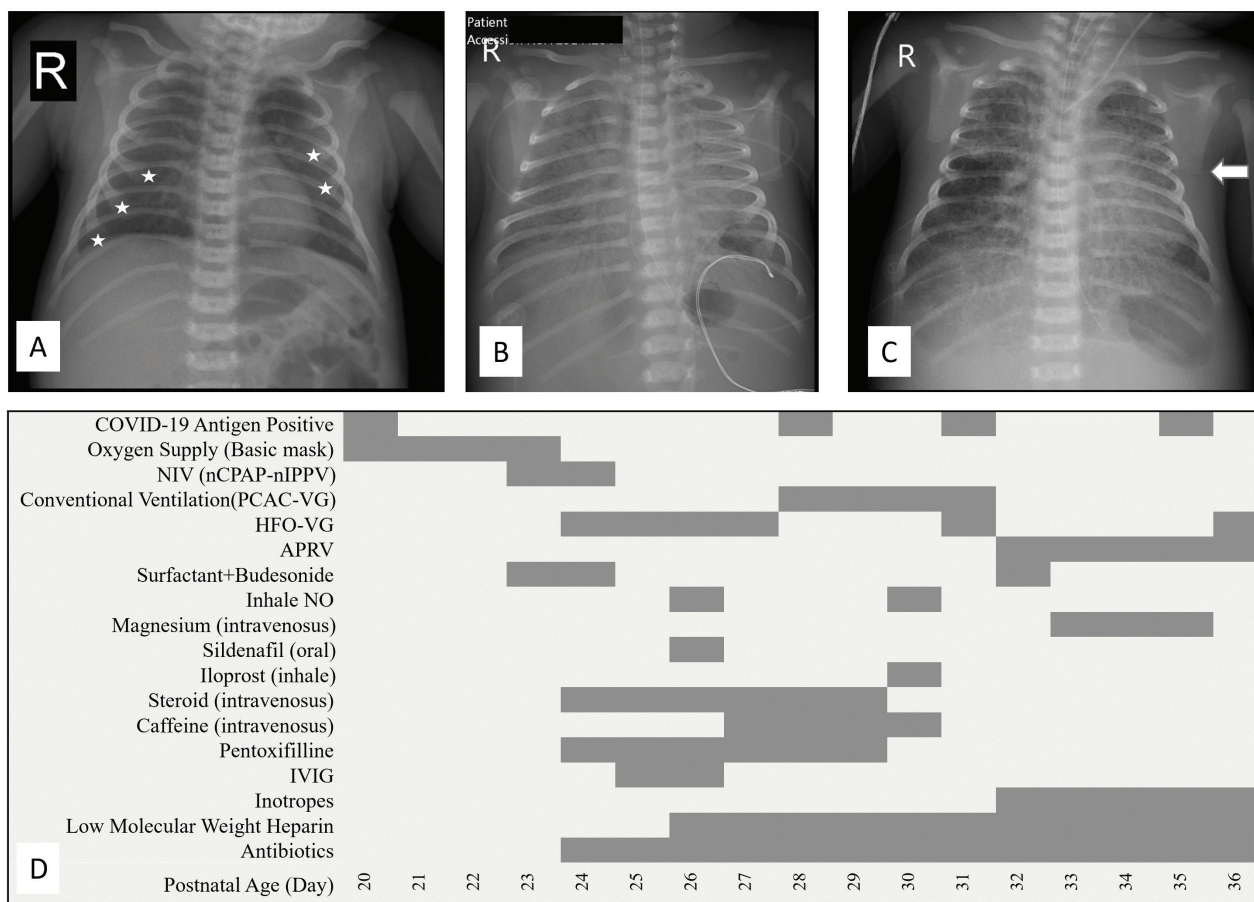 R
A
Patient
R
B
R
C
COVID-19 Antigen Positive
Oxygen Supply (Basic mask)
NIV (nCPAP-nIPPV)
Conventional Ventilation(PCAC-VG)
HFO-VG
APRV
Surfactant+Budesonide
Inhale NO
Magnesium (intravenosus)
Sildenafil (oral)
Iloprost (inhale)
Steroid (intravenosus)
Caffeine (intravenosus)
Pentoxifilline
IVIG
Inotropes
Low Molecular Weight Heparin
Antibiotics
D
Postnatal Age (Day) 20 21 22 23 24 25 26 27 28 29 30 31 32 33 34 35 36